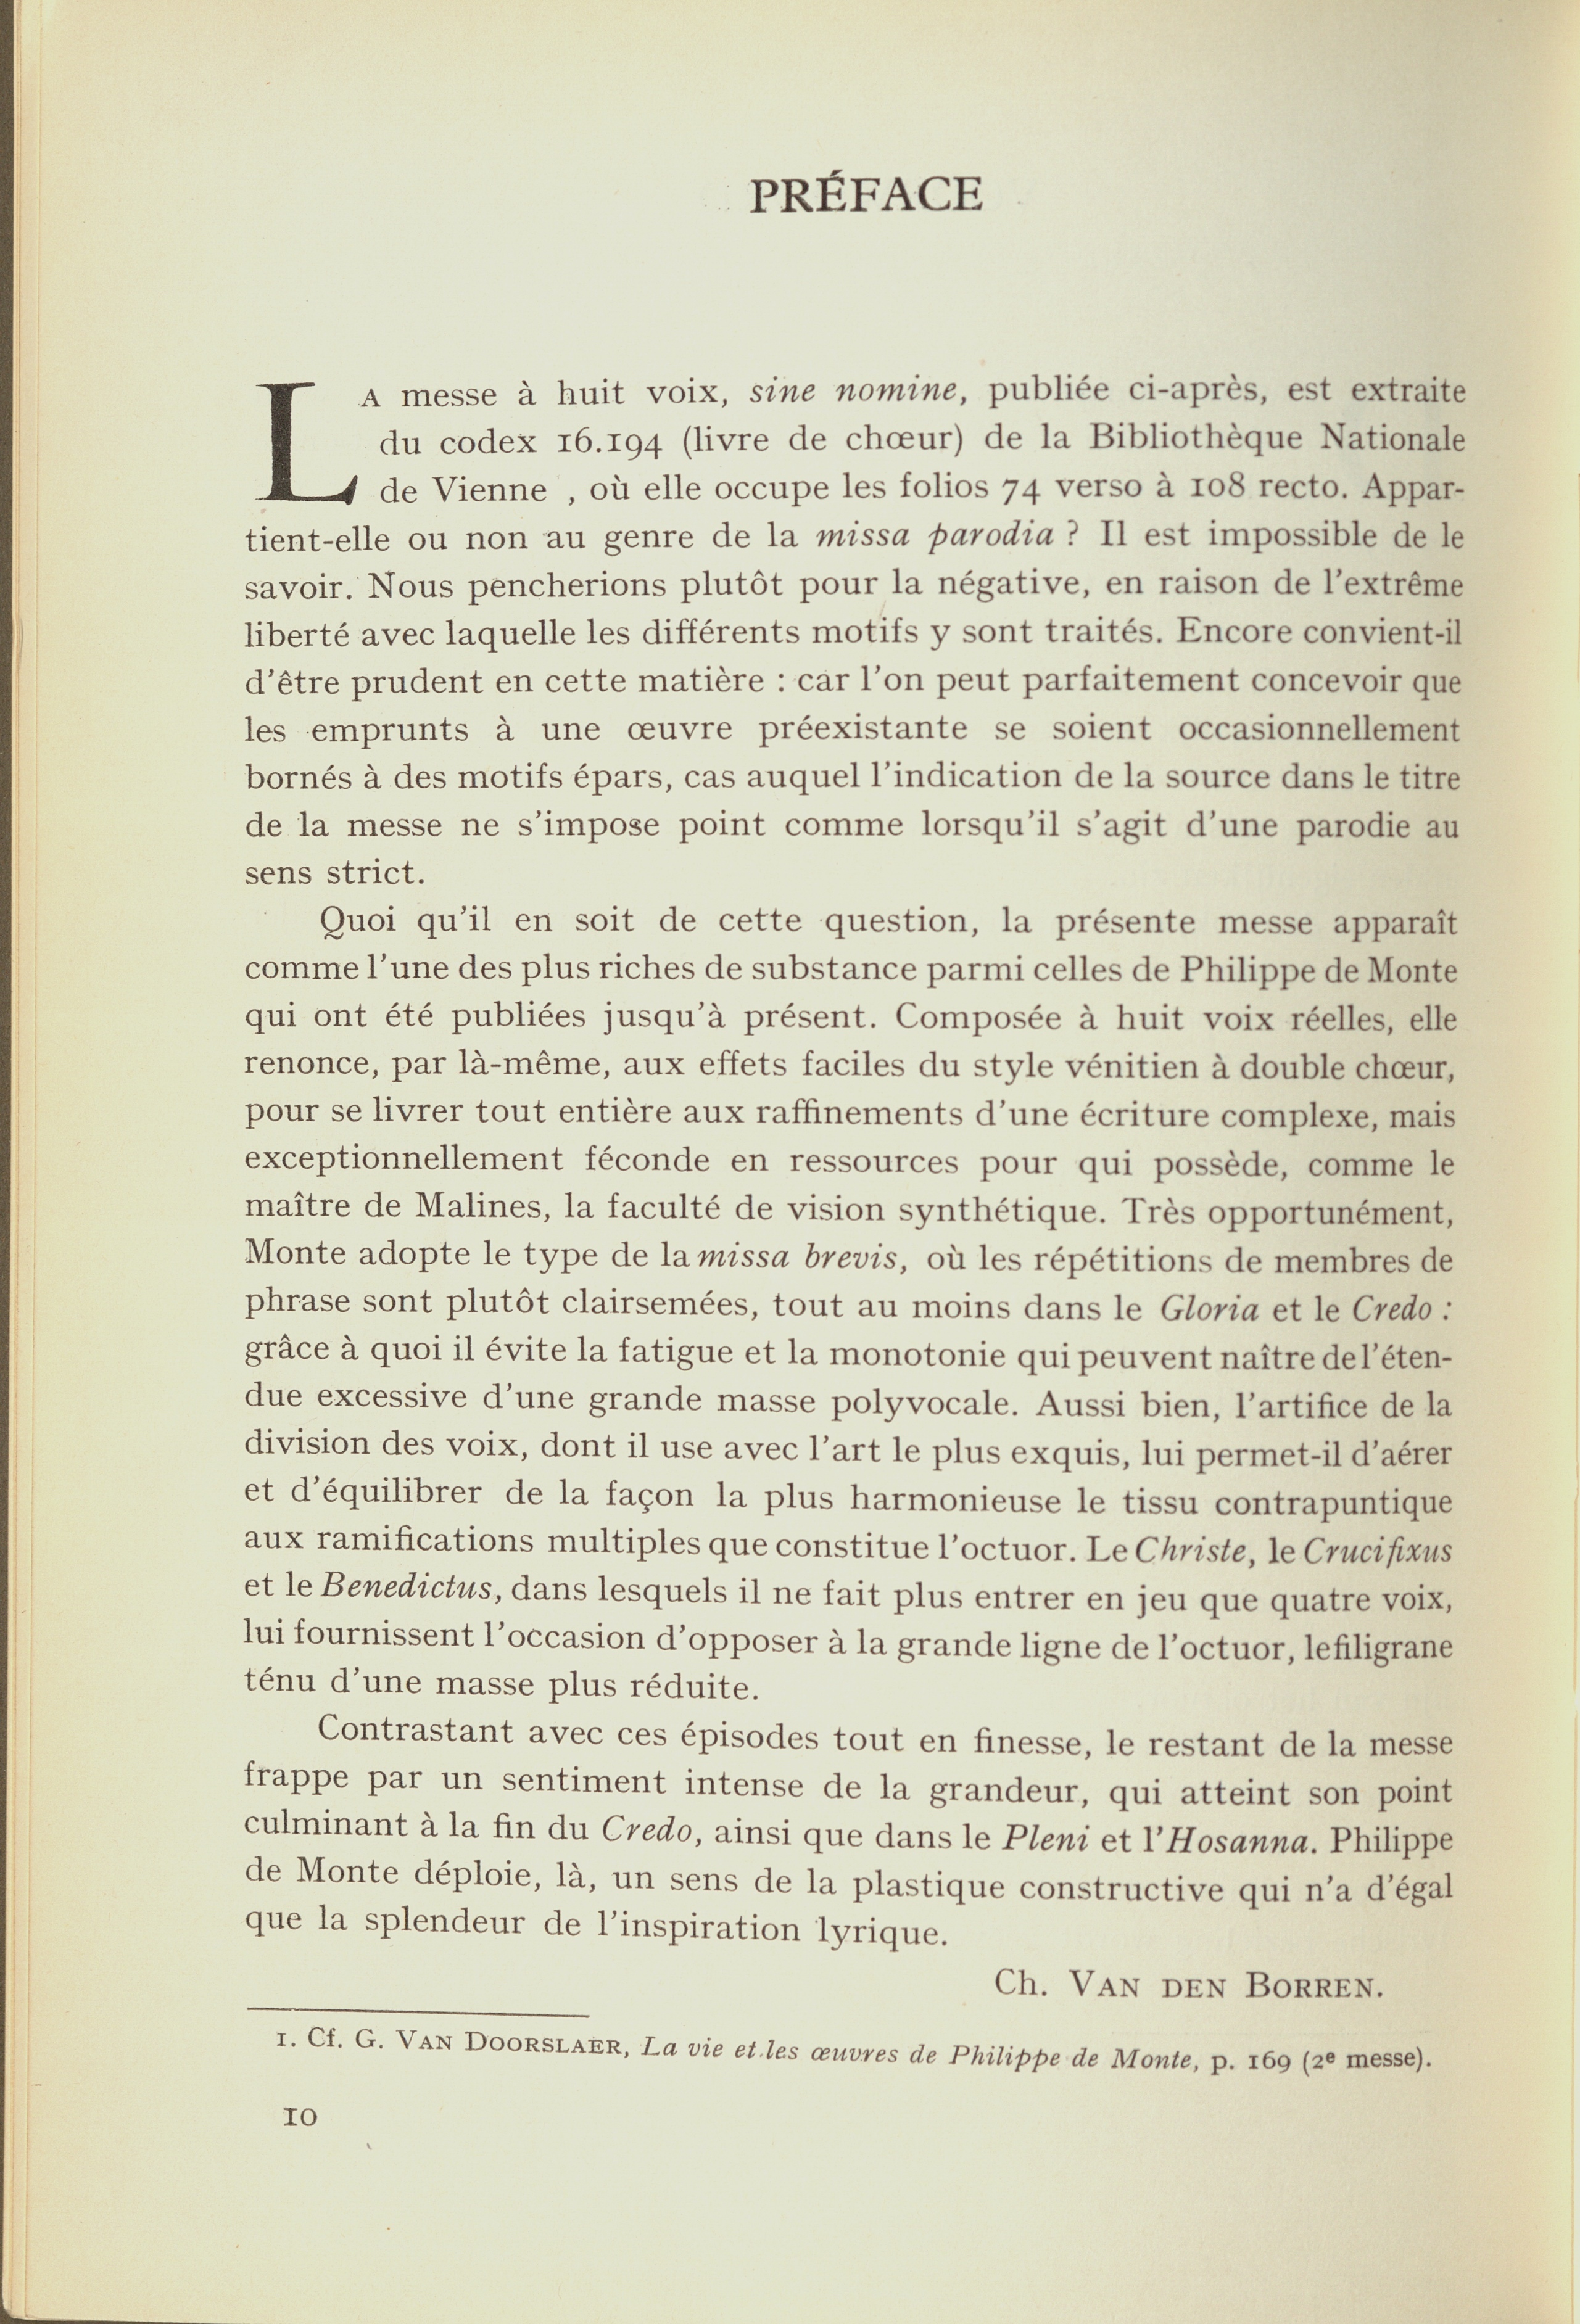 PRÉFACE
LA messe à huit voix, sine nomine, publiée ci-après, est extraite
du codex 16.194 (livre de chœur) de la Bibliothèque Nationale
de Vienne , où elle occupe les folios 74 verso à 108 recto. Appar-
tient-elle ou non au genre de la missa parodia ? Il est impossible de le
savoir. Nous pencherions plutôt pour la négative, en raison de l'extrême
liberté avec laquelle les différents motifs y sont traités. Encore convient-il
d'être prudent en cette matière : car l'on peut parfaitement concevoir que
les emprunts à une œuvre préexistante se soient occasionnellement
bornés à des motifs épars, cas auquel l'indication de la source dans le titre
de la messe ne s'impose point comme lorsqu'il s'agit d'une parodie au
sens strict.
Quoi qu'il en soit de cette question, la présente messe apparaît
comme l'une des plus riches de substance parmi celles de Philippe de Monte
qui ont été publiées jusqu'à présent. Composée à huit voix réelles, elle
renonce, par là-même, aux effets faciles du style vénitien à double chœur,
pour se livrer tout entière aux raffinements d'une écriture complexe, mais
exceptionnellement féconde en ressources pour qui possède, comme le
maître de Malines, la faculté de vision synthétique. Très opportunément,
Monte adopte le type de la missa brevis, où les répétitions de membres de
phrase sont plutôt clairsemées, tout au moins dans le Gloria et le Credo :
grâce à quoi il évite la fatigue et la monotonie qui peuvent naître de l'éten-
due excessive d'une grande masse polyvocale. Aussi bien, l'artifice de la
division des voix, dont il use avec l'art le plus exquis, lui permet-il d'aérer
et d'équilibrer de la façon la plus harmonieuse le tissu contrapuntique
aux ramifications multiples que constitue l'octuor. Le Christe, le Crucifixus
et le Benedictus, dans lesquels il ne fait plus entrer en jeu que quatre voix,
lui fournissent l'occasion d'opposer à la grande ligne de l'octuor, le filigrane
ténu d'une masse plus réduite.
Contrastant avec ces épisodes tout en finesse, le restant de la messe
frappe par un sentiment intense de la grandeur, qui atteint son point
culminant à la fin du Credo, ainsi que dans le Pleni et l'Hosanna. Philippe
de Monte déploie, là, un sens de la plastique constructive qui n'a d'égal
que la splendeur de l'inspiration lyrique.
Ch. VAN DEN BORREN.
1. Cf. G. VAN DOORSLAER, La vie et les œuvres de Philippe de Monte, p. 169 (2e messe).
10